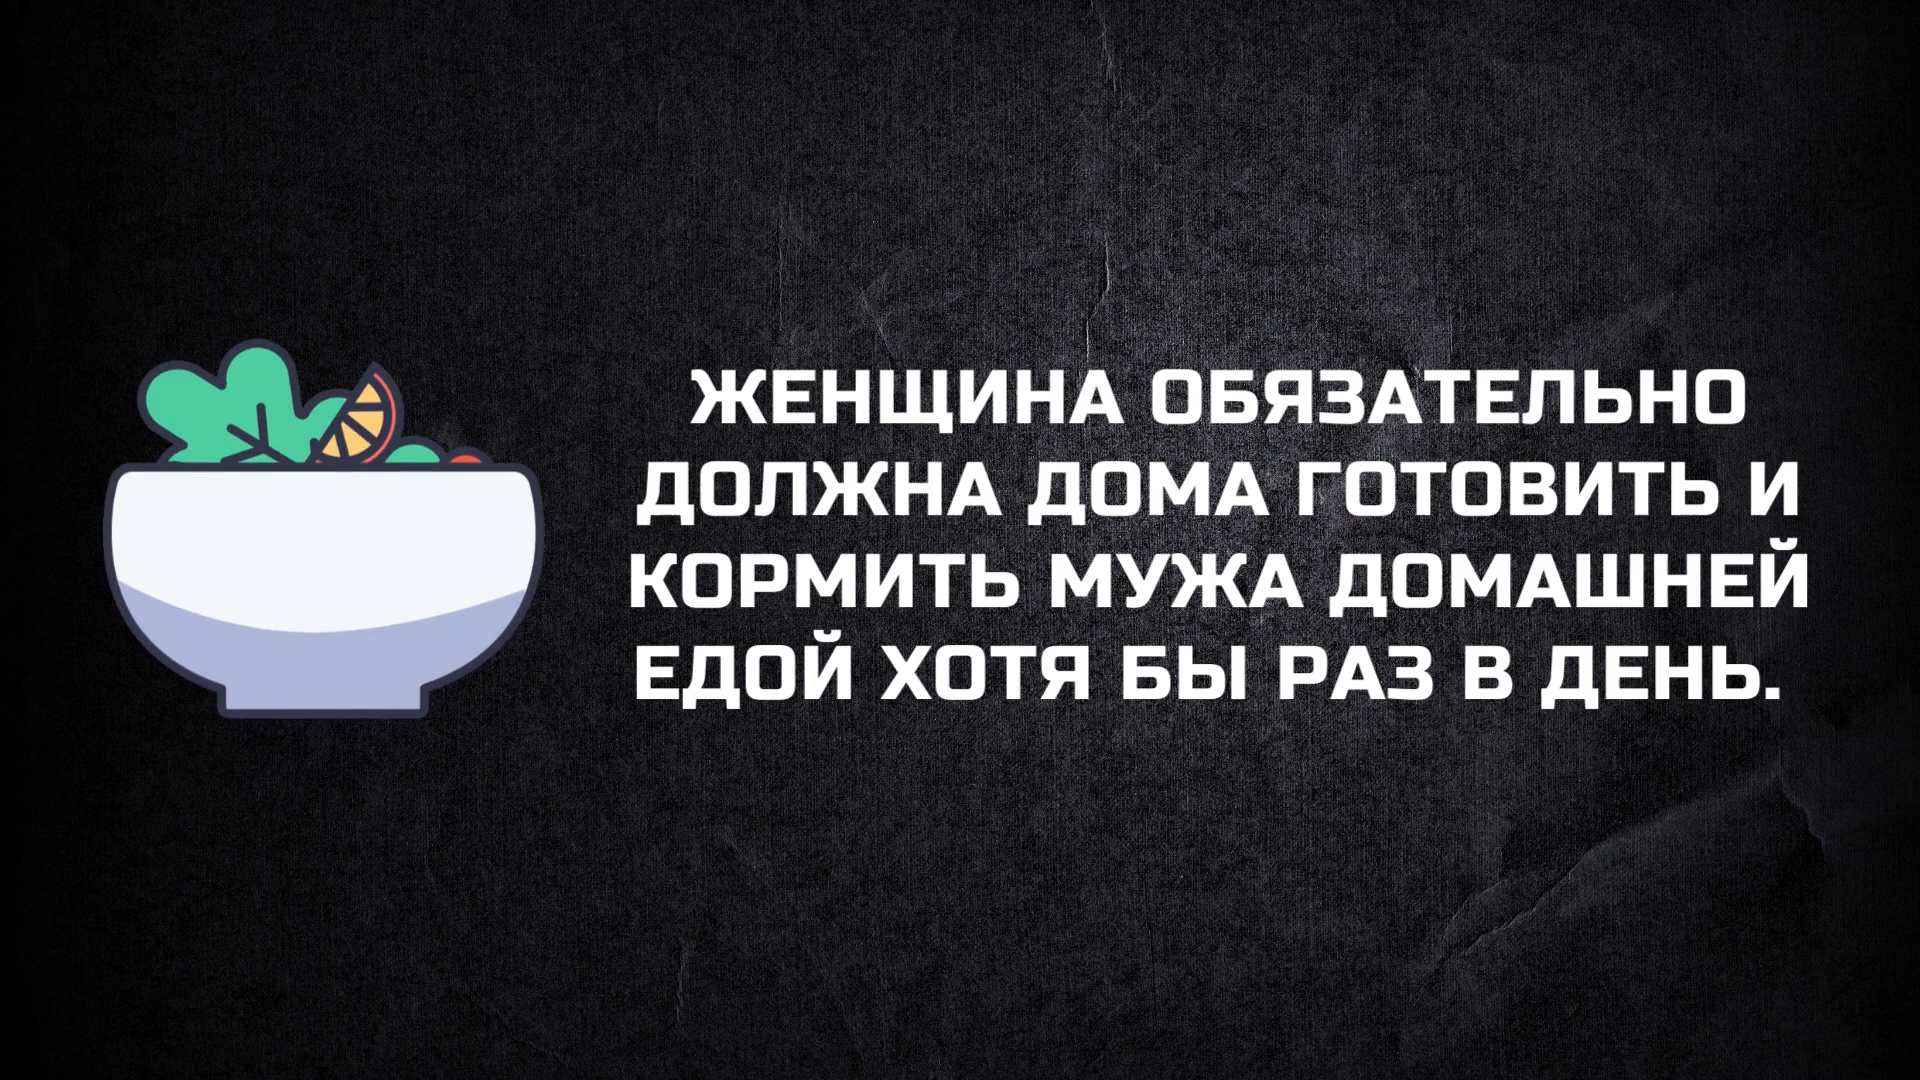 ЖЕНЩИНА ОБЯЗАТЕЛЬНО
ДОЛЖНА ДОМА ГОТОВИТЬ И
КОРМИТЬ МУЖА ДОМАШНЕЙ
ЕДОЙ ХОТЯ БЫ РАЗ В ДЕНЬ.